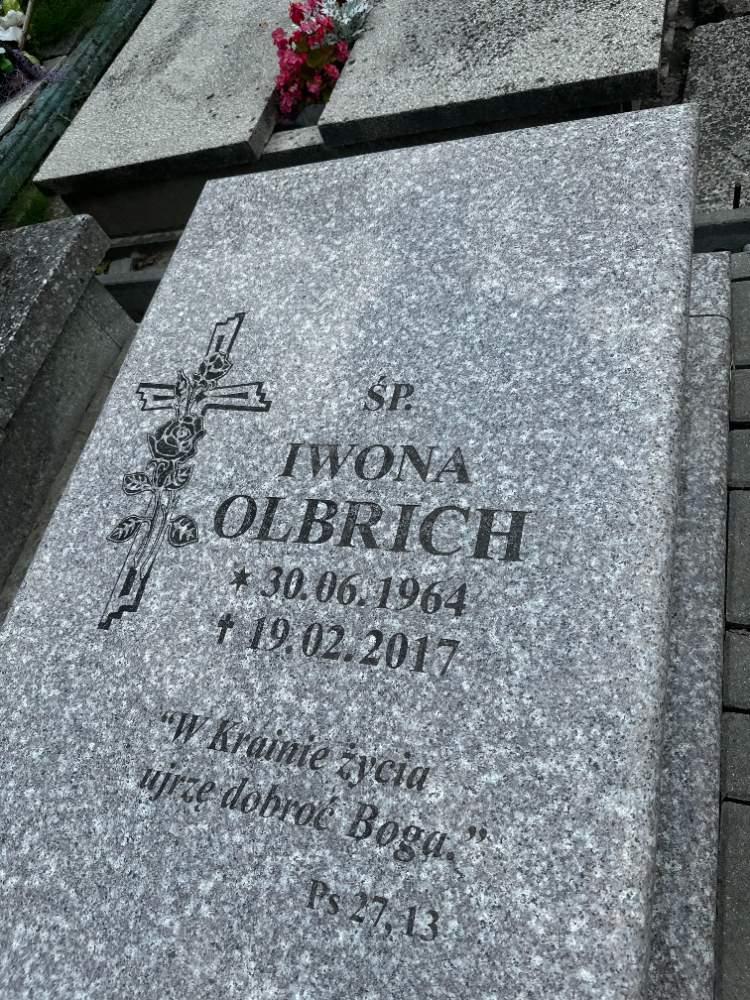 ŚP.
IWONA
OLBRICH
* 30.06.1964
✝ 19.02.2017
“W Krainie życia
ujrzę dobroć Boga.”
Ps 27, 13